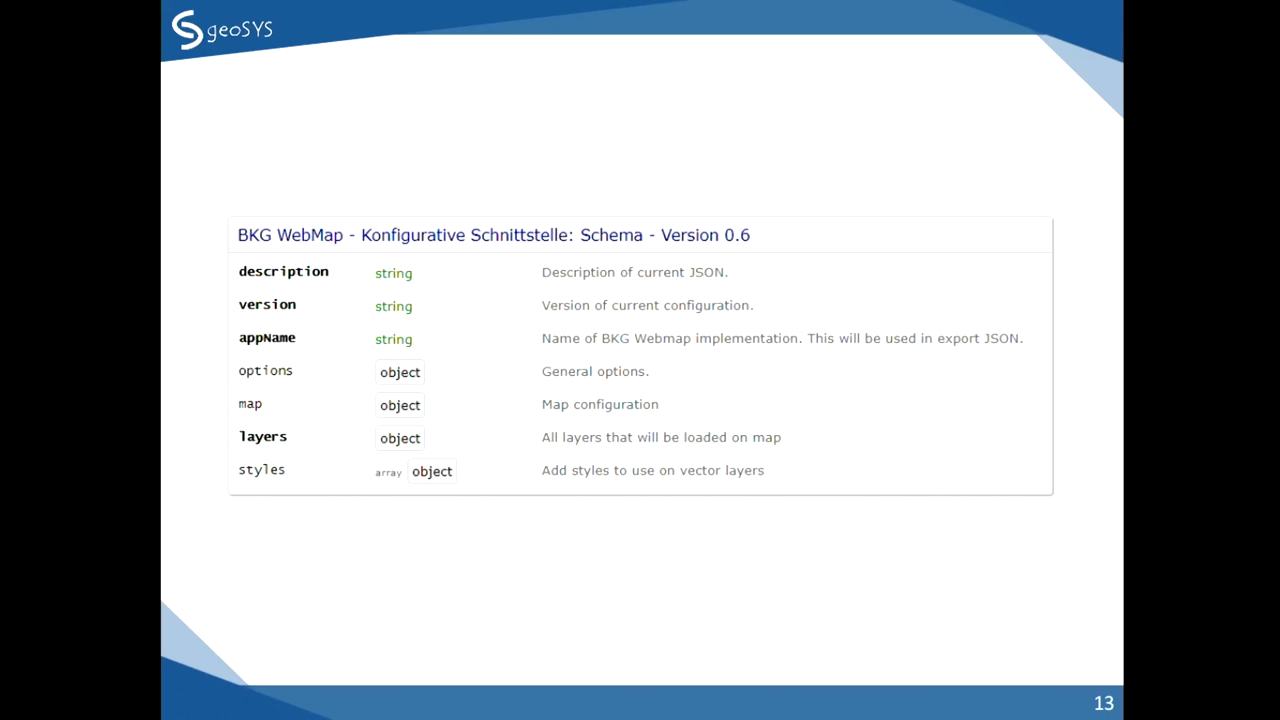 geoSYS
BKG WebMap - Konfigurative Schnittstelle: Schema - Version 0.6
description string Description of current JSON.
version string Version of current configuration.
appName string Name of BKG Webmap implementation. This will be used in export JSON.
options object General options.
map object Map configuration
layers object All layers that will be loaded on map
styles array object Add styles to use on vector layers
13